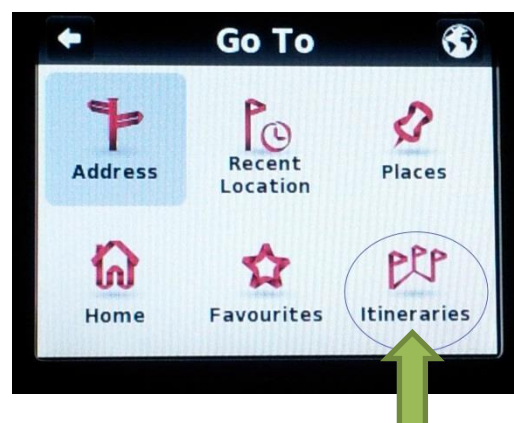 Go To
Address
Recent
Location
Places
Home
Favourites
Itineraries